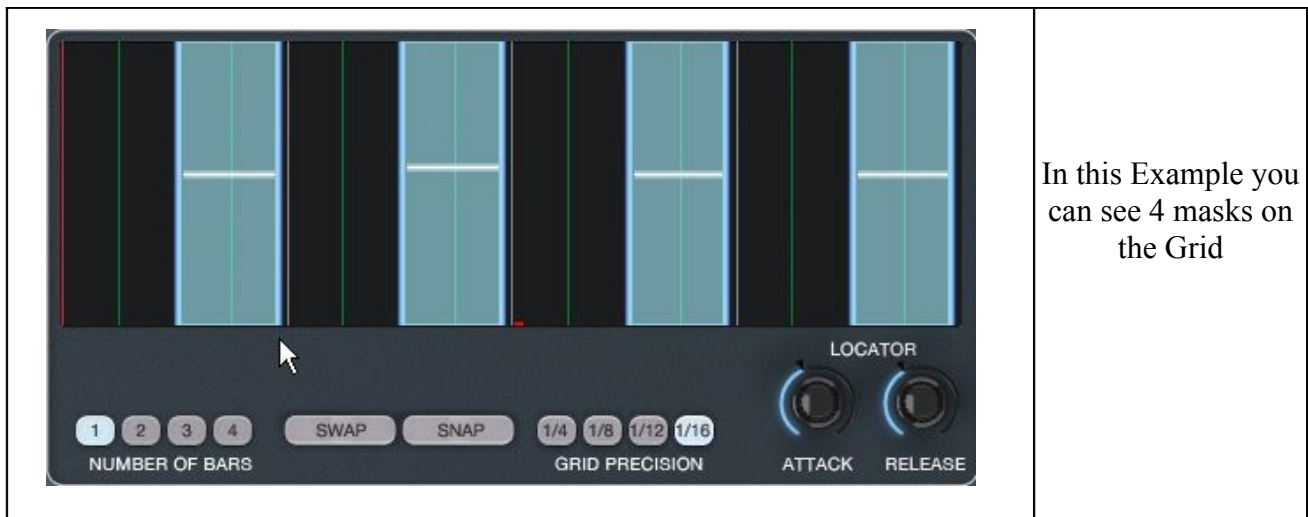 In this Example you
can see 4 masks on
the Grid
LOCATOR
1 2 3 4 SWAP SNAP 1/4 1/8 1/12 1/16
NUMBER OF BARS GRID PRECISION ATTACK RELEASE